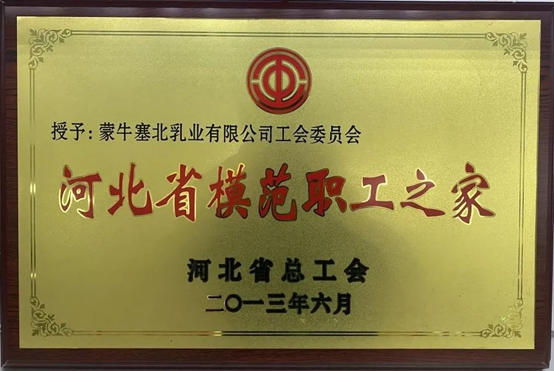 授予：蒙牛塞北乳业有限公司工会委员会
河北省模范职工之家
河北省总工会
二〇一三年六月